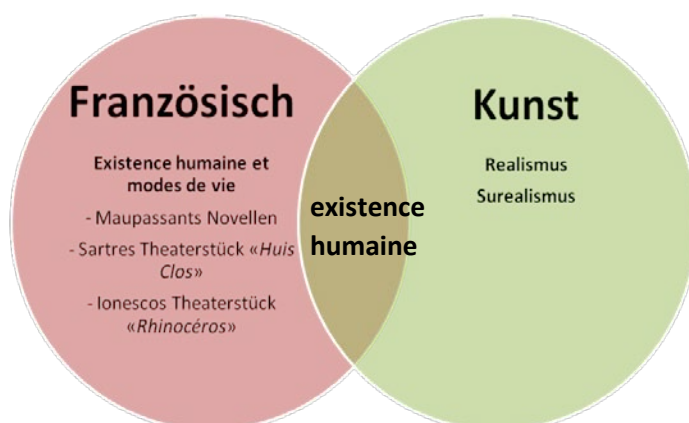 Französisch
Existence humaine et
modes de vie
- Maupassants Novellen
- Sartres Theaterstück «Huis
Clos»
- Ionescos Theaterstück
«Rhinocéros»
existence
humaine
Kunst
Realismus
Surealismus